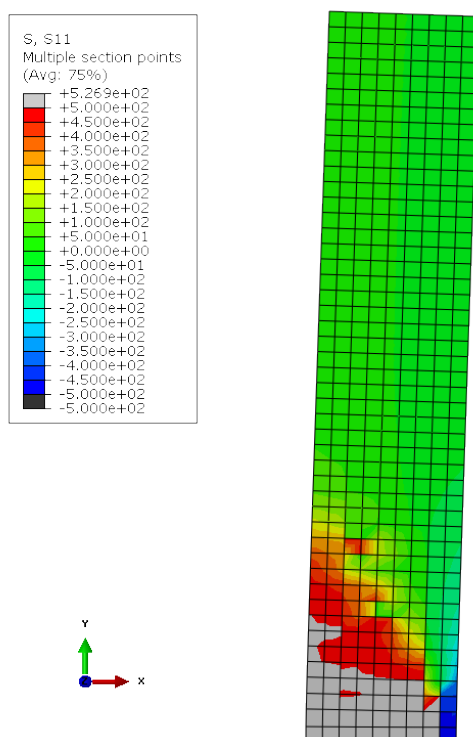 S, S11
Multiple section points
(Avg: 75%)
+5.269e+02
+5.000e+02
+4.500e+02
+4.000e+02
+3.500e+02
+3.000e+02
+2.500e+02
+2.000e+02
+1.500e+02
+1.000e+02
+5.000e+01
+0.000e+00
-5.000e+01
-1.000e+02
-1.500e+02
-2.000e+02
-2.500e+02
-3.000e+02
-3.500e+02
-4.000e+02
-4.500e+02
-5.000e+02
-5.000e+02
Y
X